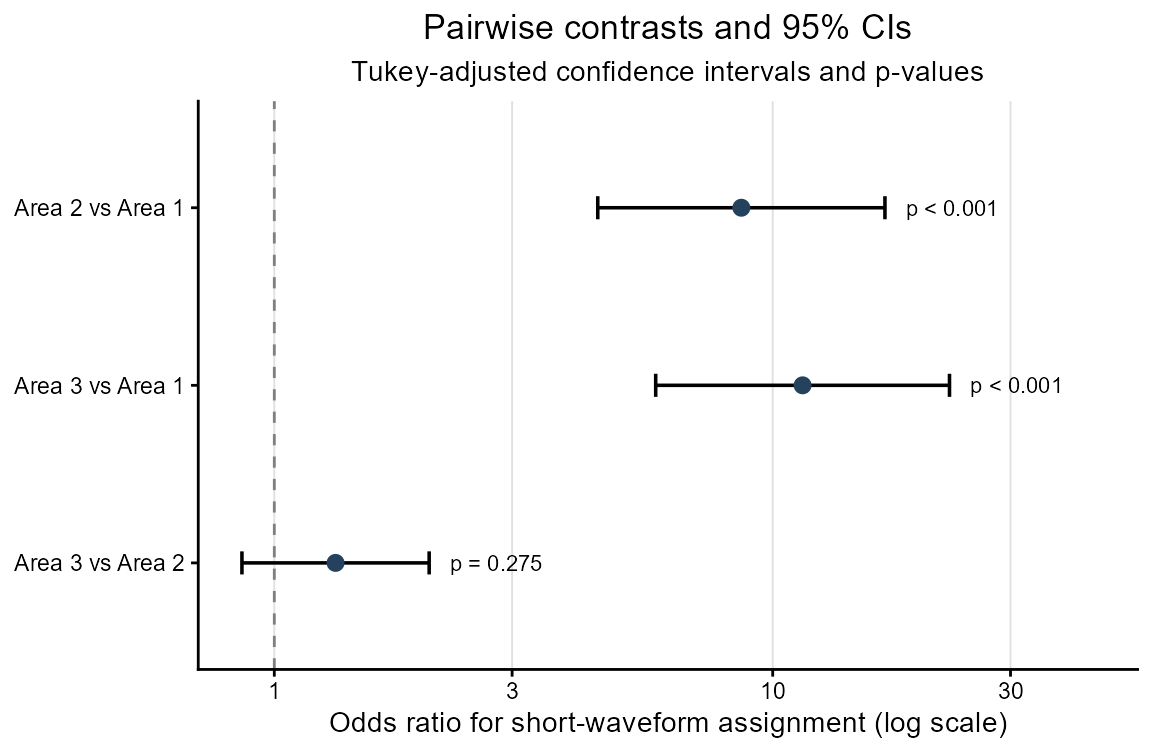 Pairwise contrasts and 95% CIs
Tukey-adjusted confidence intervals and p-values
Area 2 vs Area 1
p < 0.001
Area 3 vs Area 1
p < 0.001
Area 3 vs Area 2
p = 0.275
1
3
10
30
Odds ratio for short-waveform assignment (log scale)